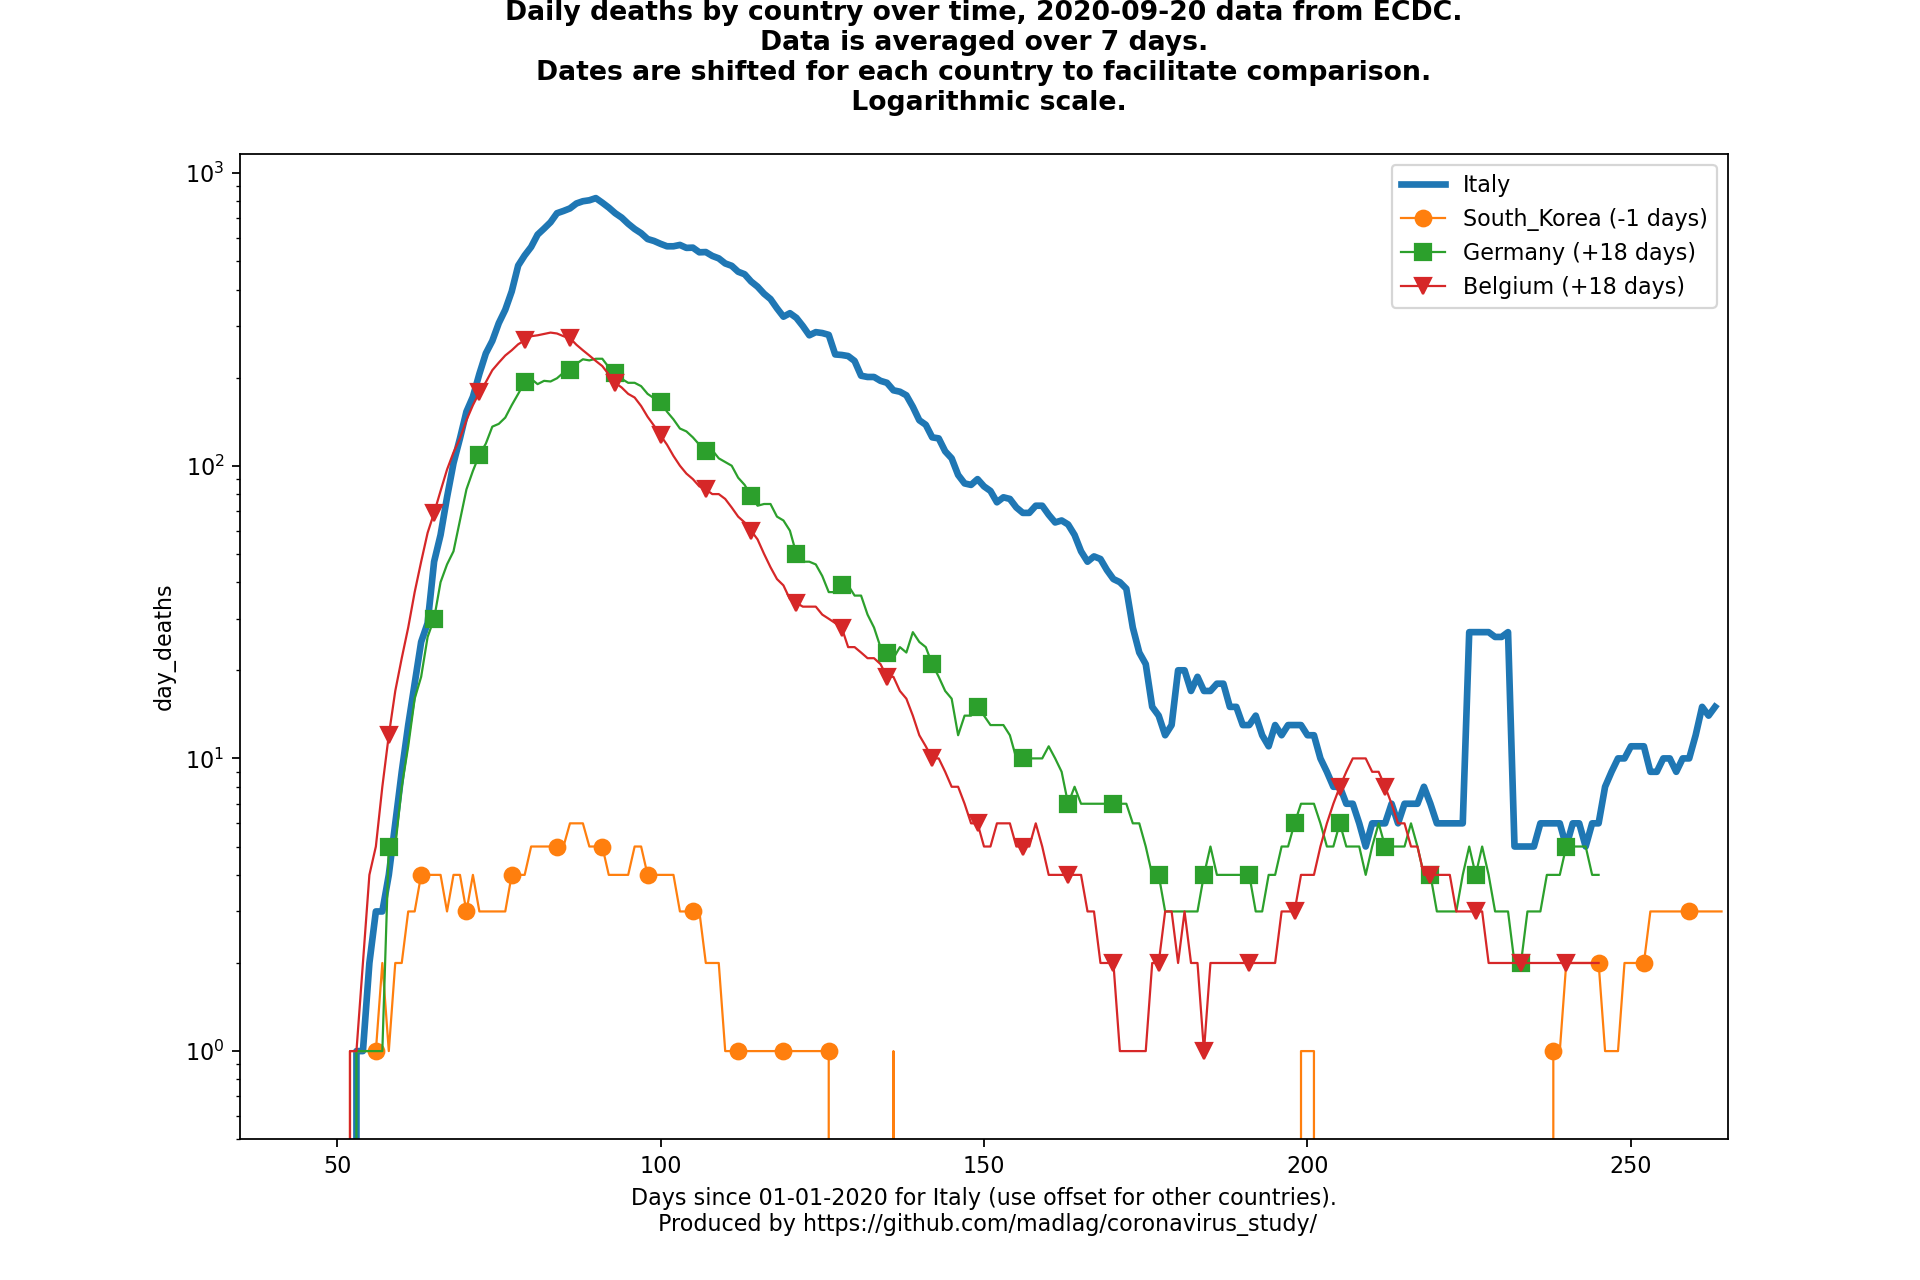 Daily deaths by country over time, 2020-09-20 data from ECDC.
Data is averaged over 7 days.
Dates are shifted for each country to facilitate comparison.
Logarithmic scale.
10³
10²
10¹
10⁰
day_deaths
Italy
South_Korea (-1 days)
Germany (+18 days)
Belgium (+18 days)
50 100 150 200 250
Days since 01-01-2020 for Italy (use offset for other countries).
Produced by https://github.com/madlag/coronavirus_study/